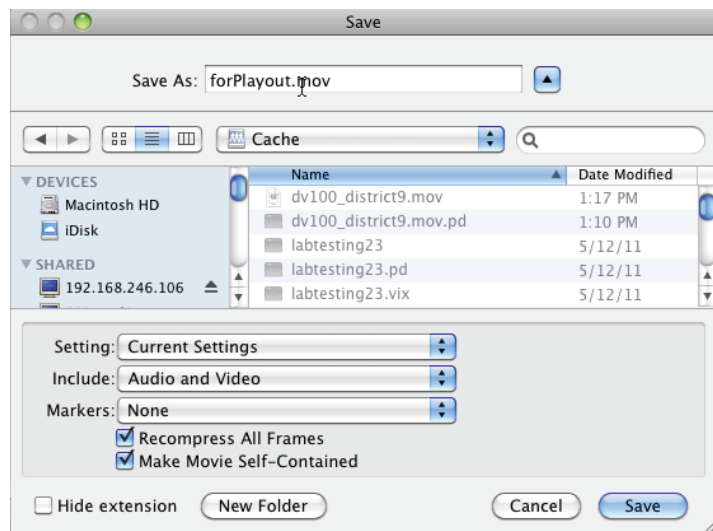 Save
Save As: forPlayout.mov
Cache
Name Date Modified
DEVICES
Macintosh HD
iDisk
SHARED
192.168.246.106
dv100_district9.mov 1:17 PM
dv100_district9.mov.pd 1:10 PM
labtesting23 5/12/11
labtesting23.pd 5/12/11
labtesting23.vix 5/12/11
Setting: Current Settings
Include: Audio and Video
Markers: None
Recompress All Frames
Make Movie Self-Contained
Hide extension New Folder Cancel Save